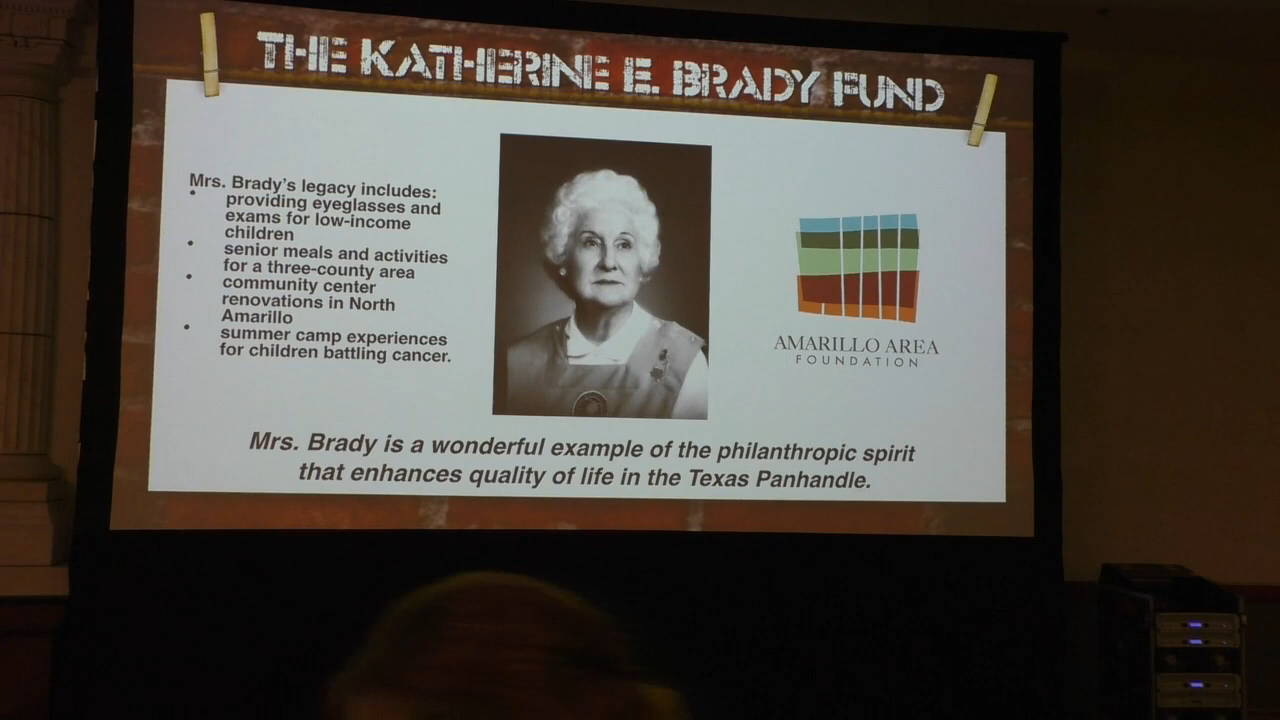 THE KATHERINE E. BRADY FUND
Mrs. Brady's legacy includes:
• providing eyeglasses and
exams for low-income
children
• senior meals and activities
for a three-county area
• community center
renovations in North
Amarillo
• summer camp experiences
for children battling cancer.
AMARILLO AREA
FOUNDATION
Mrs. Brady is a wonderful example of the philanthropic spirit
that enhances quality of life in the Texas Panhandle.